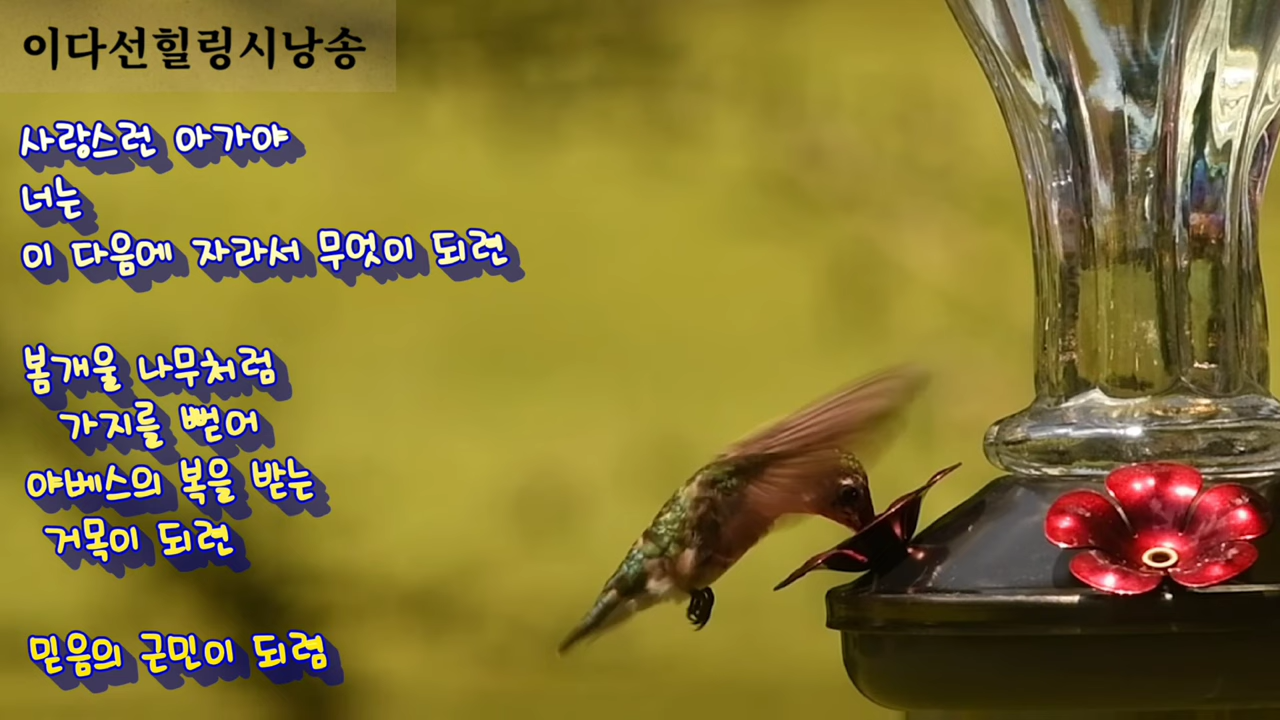 이다선힐링시낭송
사랑스런 아가야
너는
이 다음에 자라서 무엇이 되련
봄개울 나무처럼
가지를 뻗어
야베스의 복을 받는
거목이 되련
믿음의 근민이 되렴